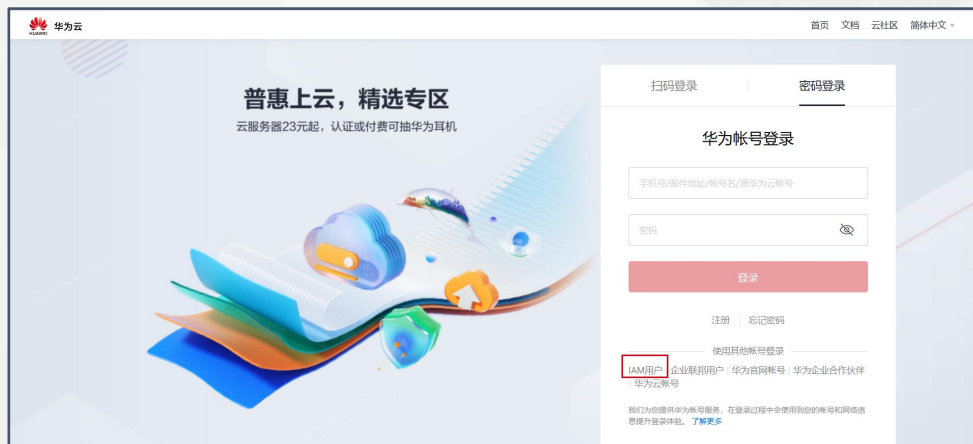 HUAWEI
华为云
首页 文档 云社区 简体中文
普惠上云，精选专区
云服务器23元起，认证或付费可抽华为耳机
扫码登录 密码登录
华为帐号登录
手机号/邮件地址/帐号名/原华为云帐号
密码
登录
注册 | 忘记密码
使用其他帐号登录
IAM用户 | 企业联邦用户 | 华为官网帐号 | 华为企业合作伙伴
| 华为云帐号
我们为您提供华为帐号服务，在登录过程中会使用到您的帐号和网络信
息提升登录体验。 了解更多